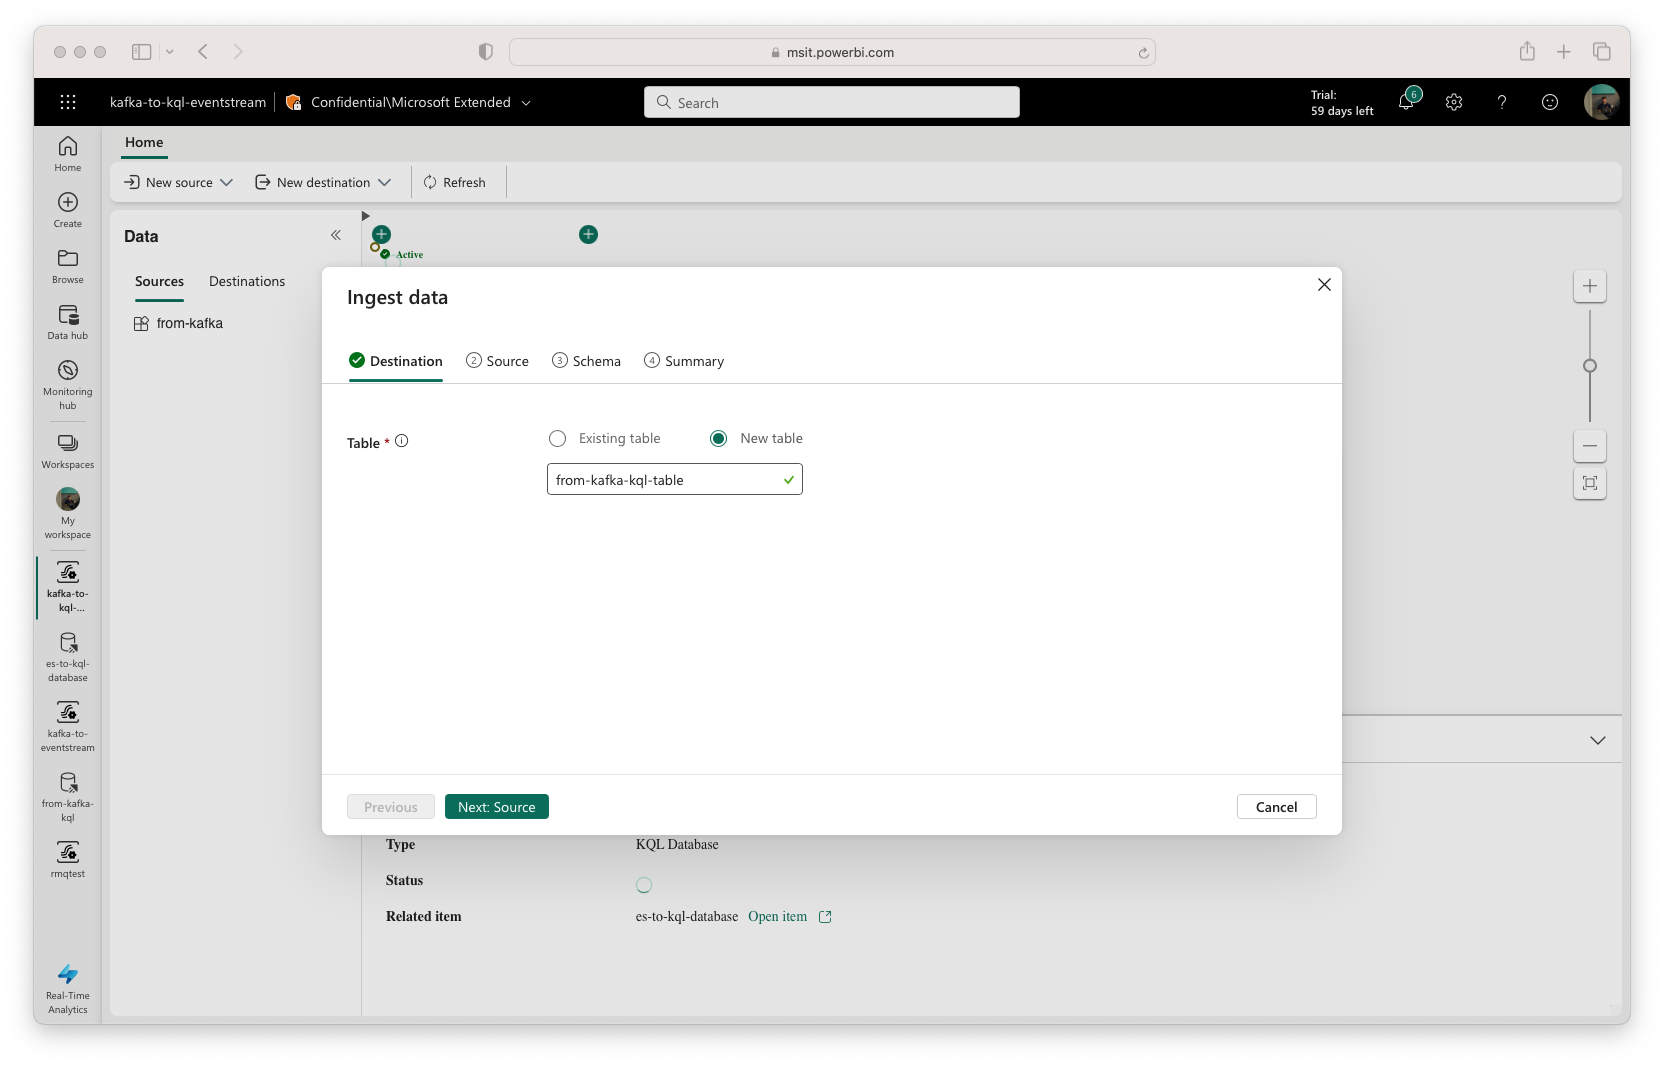 msit.powerbi.com
kafka-to-kql-eventstream
Confidential\Microsoft Extended
Search
Trial:
59 days left
6
?
Home
Create
Browse
Data hub
Monitoring
hub
Workspaces
My
workspace
kafka-to-
kql-...
es-to-kql-
database
kafka-to-
eventstream
from-kafka-
kql
rmqtest
Real-Time
Analytics
Home
New source
New destination
Refresh
Data
Sources
Destinations
from-kafka
Active
Ingest data
Destination
2 Source
3 Schema
4 Summary
Table *
Existing table
New table
from-kafka-kql-table
Previous
Next: Source
Cancel
Type
KQL Database
Status
Related item
es-to-kql-database Open item